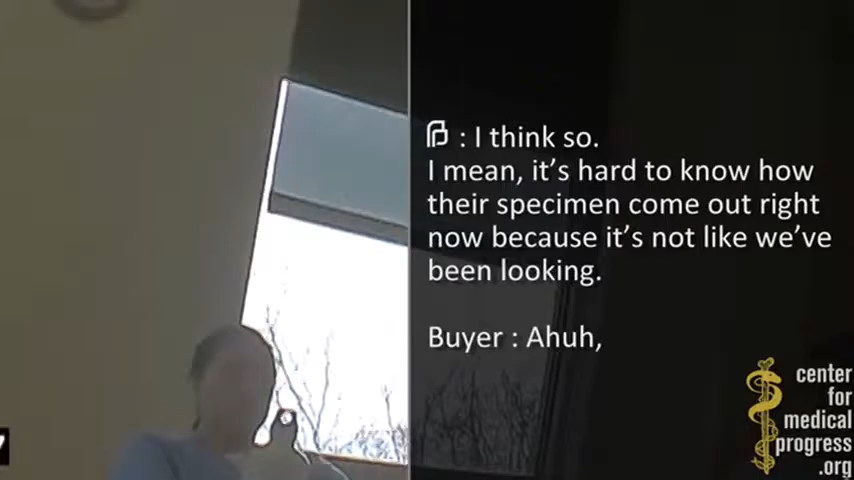 : I think so.
I mean, it's hard to know how
their specimen come out right
now because it's not like we've
been looking.
Buyer : Ahuh,
center
for
medical
progress
.org